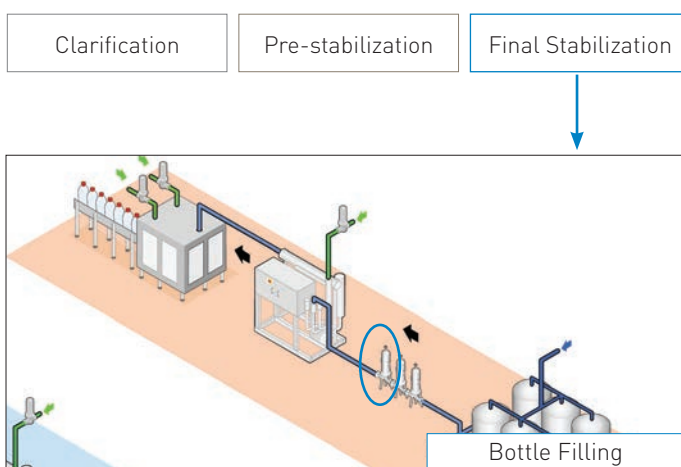 Clarification
Pre-stabilization
Final Stabilization
Bottle Filling